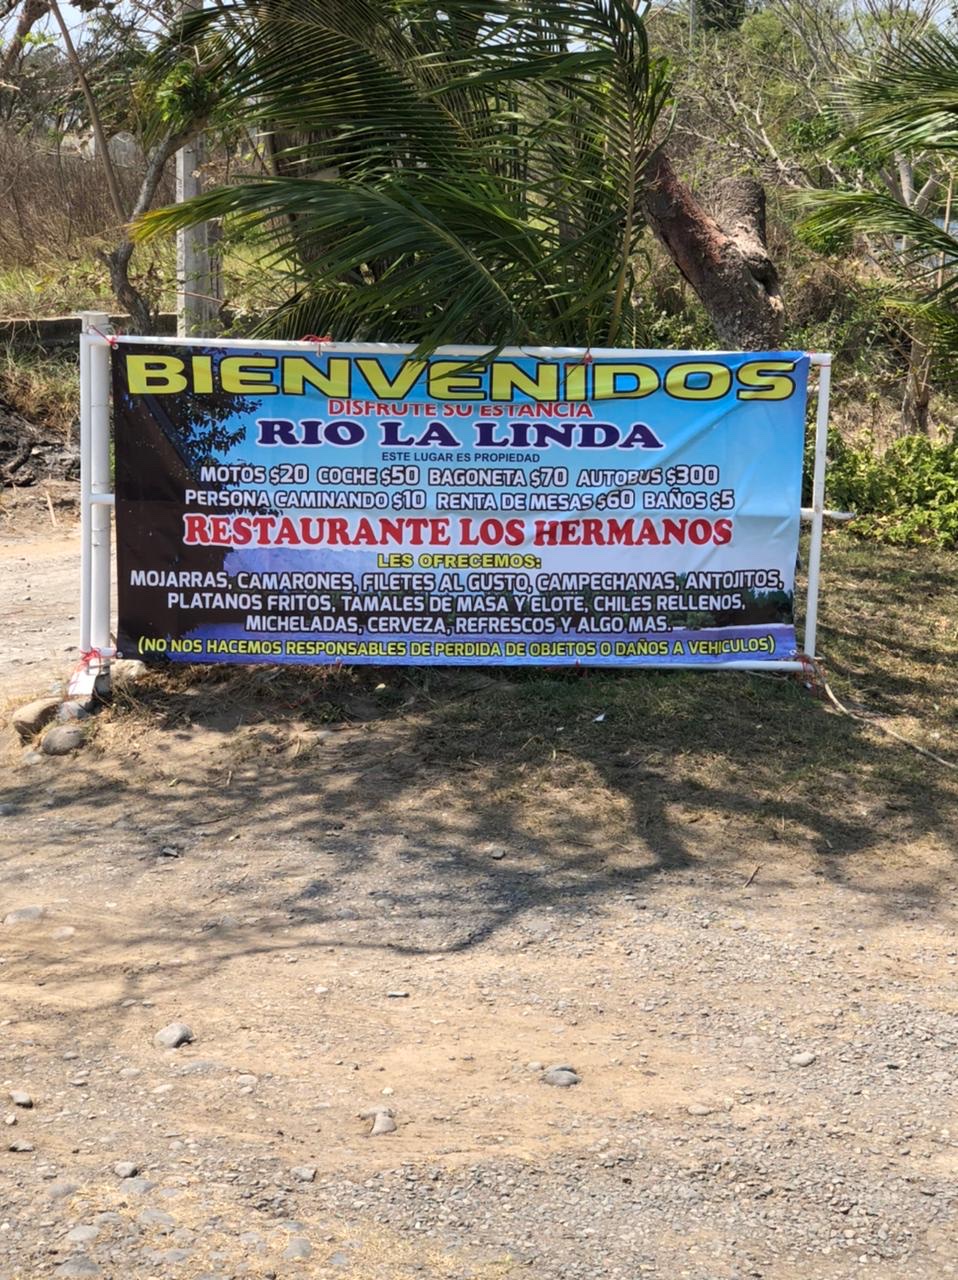 BIENVENIDOS
DISFRUTE SU ESTANCIA
RIO LA LINDA
ESTE LUGAR ES PROPIEDAD
MOTOS $20 COCHE $50 BAGONETA $70 AUTOBUS $300
PERSONA CAMINANDO $10 RENTA DE MESAS $60 BAÑOS $5
RESTAURANTE LOS HERMANOS
LES OFRECEMOS:
MOJARRAS, CAMARONES, FILETES AL GUSTO, CAMPECHANAS, ANTOJITOS,
PLATANOS FRITOS, TAMALES DE MASA Y ELOTE, CHILES RELLENOS,
MICHELADAS, CERVEZA, REFRESCOS Y ALGO MAS.
(NO NOS HACEMOS RESPONSABLES DE PERDIDA DE OBJETOS O DAÑOS A VEHICULOS)